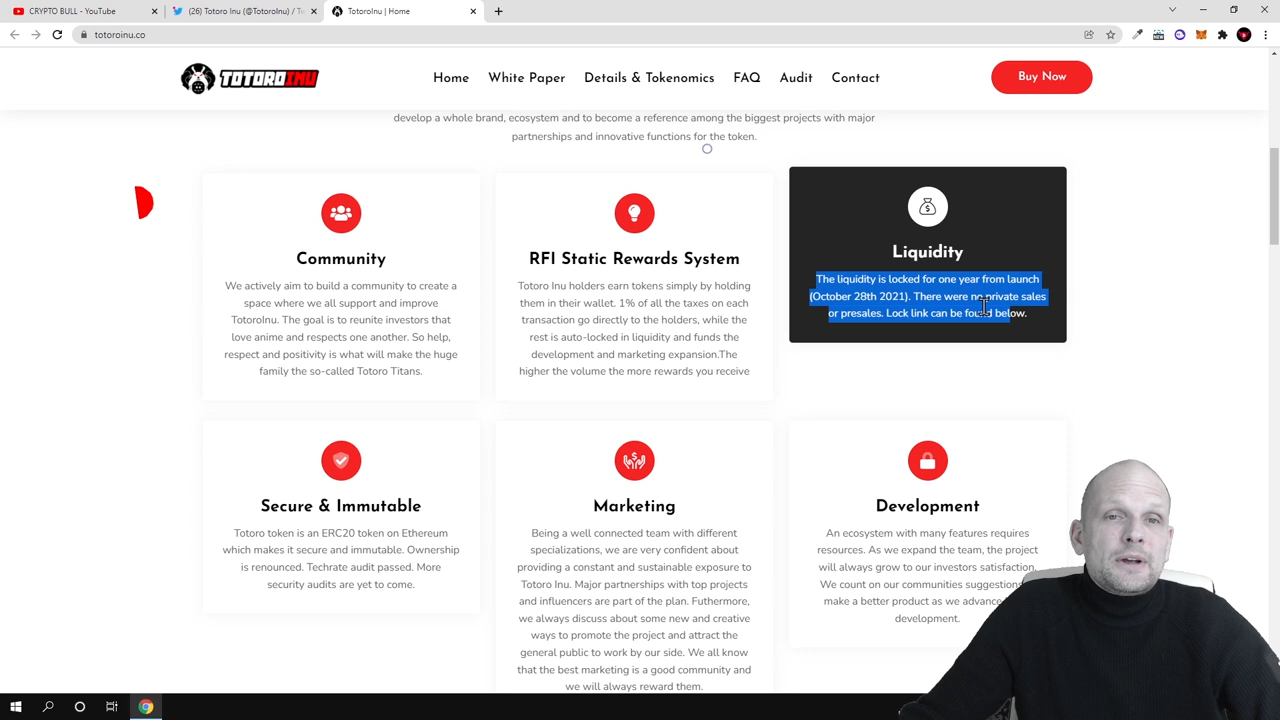 CRYPTO BULL - YouTube
(26) Totoro Inu (@TotoroInu) / Tw
TotoroInu | Home
totoroinu.co
TOTOROINU
Home
White Paper
Details & Tokenomics
FAQ
Audit
Contact
Buy Now
develop a whole brand, ecosystem and to become a reference among the biggest projects with major
partnerships and innovative functions for the token.
Community
We actively aim to build a community to create a
space where we all support and improve
TotoroInu. The goal is to reunite investors that
love anime and respects one another. So help,
respect and positivity is what will make the huge
family the so-called Totoro Titans.
RFI Static Rewards System
Totoro Inu holders earn tokens simply by holding
them in their wallet. 1% of all the taxes on each
transaction go directly to the holders, while the
rest is auto-locked in liquidity and funds the
development and marketing expansion.The
higher the volume the more rewards you receive
Liquidity
The liquidity is locked for one year from launch
(October 28th 2021). There were no private sales
or presales. Lock link can be found below.
Secure & Immutable
Totoro token is an ERC20 token on Ethereum
which makes it secure and immutable. Ownership
is renounced. Techrate audit passed. More
security audits are yet to come.
Marketing
Being a well connected team with different
specializations, we are very confident about
providing a constant and sustainable exposure to
Totoro Inu. Major partnerships with top projects
and influencers are part of the plan. Futhermore,
we always discuss about some new and creative
ways to promote the project and attract the
general public to work by our side. We all know
that the best marketing is a good community and
we will always reward them.
Development
An ecosystem with many features requires
resources. As we expand the team, the project
will always grow to our investors satisfaction.
We count on our communities suggestions
make a better product as we advance
development.